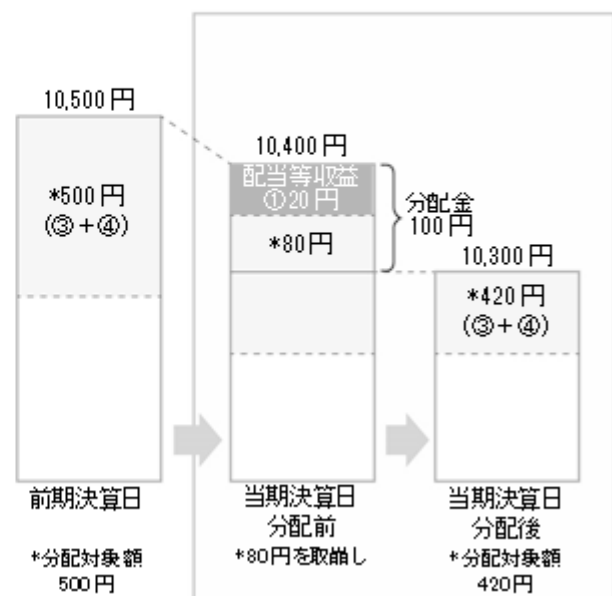 10,500円
*500円
(③+④)
前期決算日
*分配対象額
500円
10,400円
配当等収益
①20円
*80円
分配金
100円
当期決算日
分配前
*80円を取崩し
10,300円
*420円
(③+④)
当期決算日
分配後
*分配対象額
420円